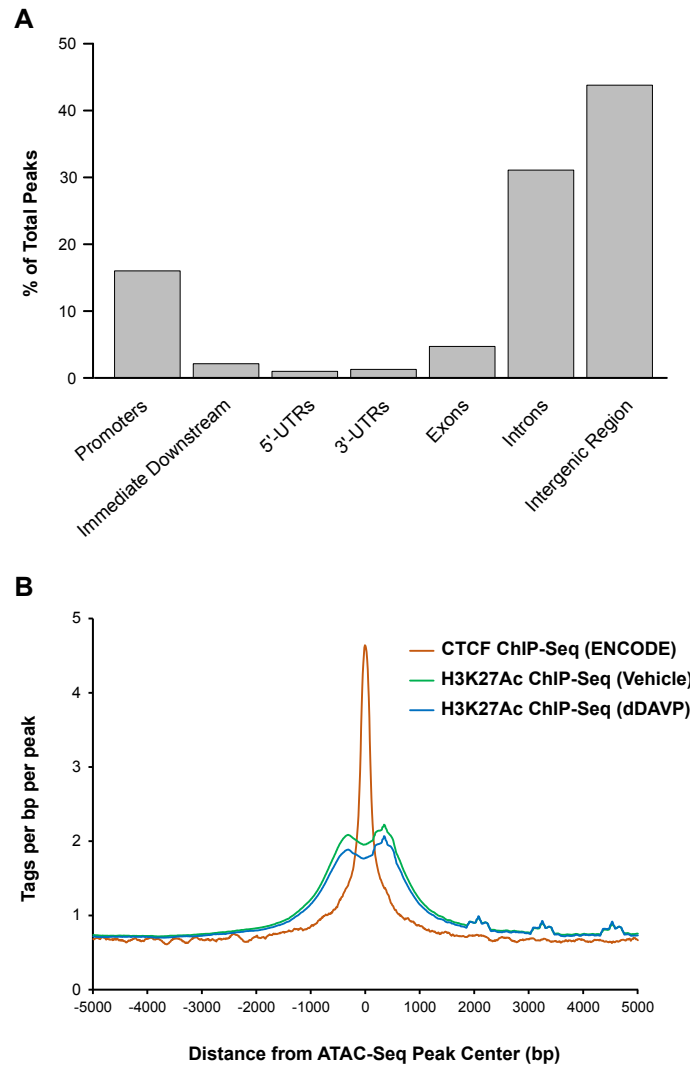 A
50
40
30
20
10
0
% of Total Peaks
Promoters
Immediate Downstream
5'-UTRs
3'-UTRs
Exons
Introns
Intergenic Region
B
5
4
3
2
1
0
Tags per bp per peak
CTCF ChIP-Seq (ENCODE)
H3K27Ac ChIP-Seq (Vehicle)
H3K27Ac ChIP-Seq (dDAVP)
-5000 -4000 -3000 -2000 -1000 0 1000 2000 3000 4000 5000
Distance from ATAC-Seq Peak Center (bp)